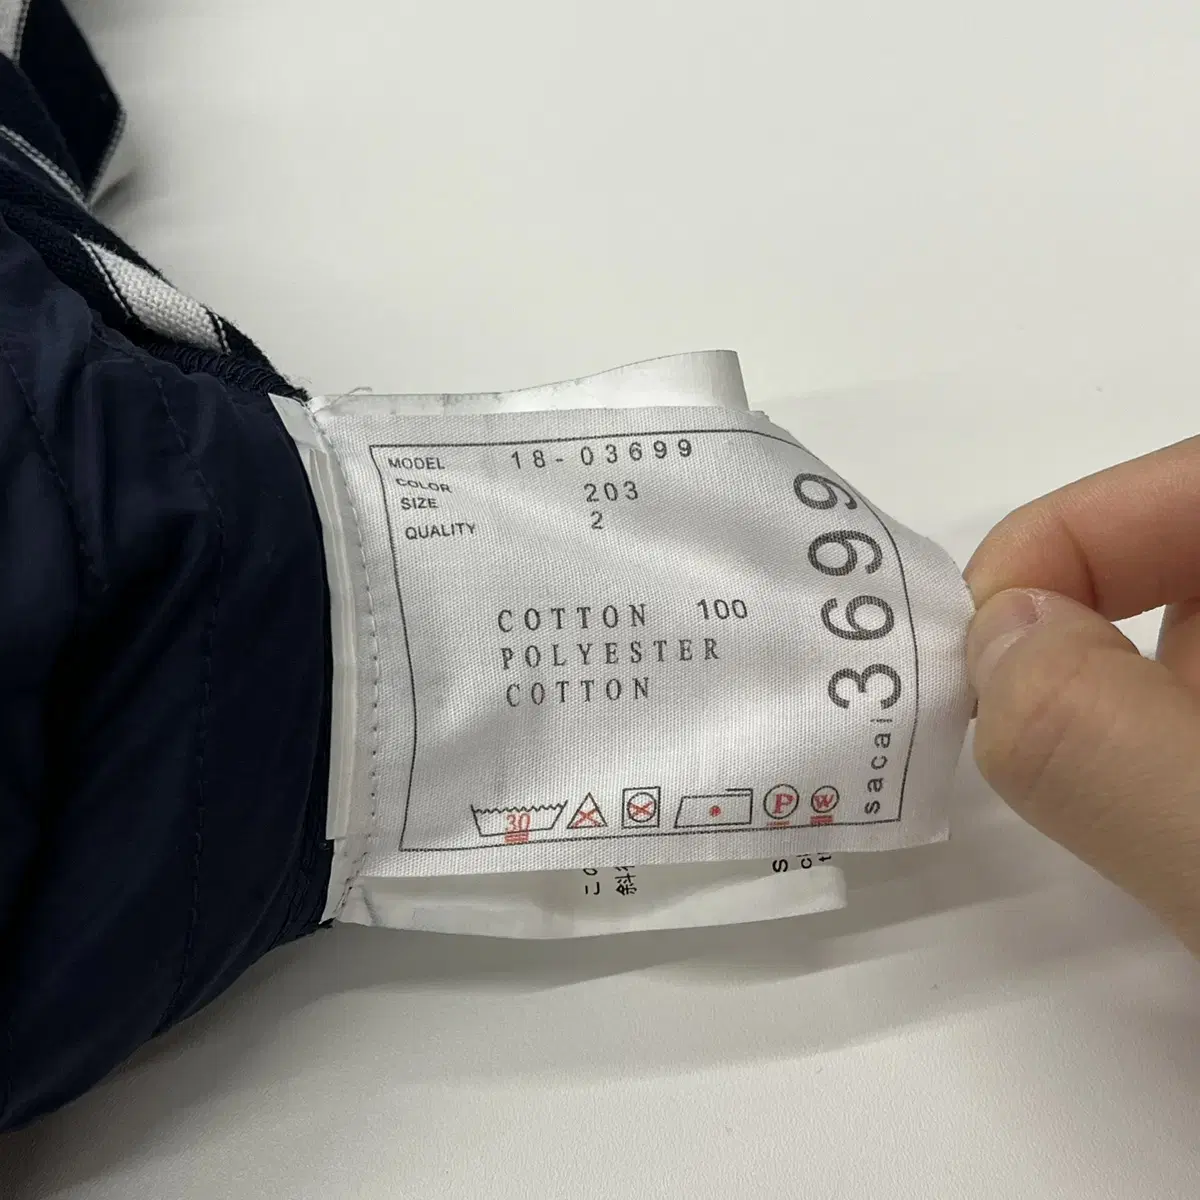 MODEL 18-03699
COLOR 203
SIZE 2
QUALITY
COTTON 100
POLYESTER
COTTON
30
P
W
sacai 3699